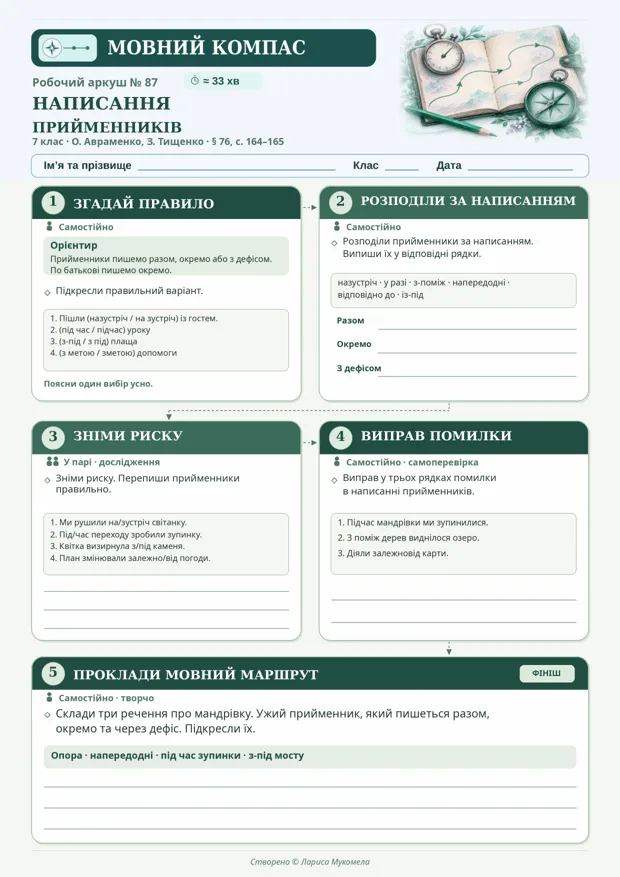 МОВНИЙ КОМПАС
Робочий аркуш № 87
≈ 33 хв
НАПИСАННЯ
ПРИЙМЕННИКІВ
7 клас · О. Авраменко, З. Тищенко · § 76, с. 164–165
Ім’я та прізвище
Клас
Дата
1 ЗГАДАЙ ПРАВИЛО
Самостійно
Орієнтир
Прийменники пишемо разом, окремо або з дефісом.
По батькові пишемо окремо.
Підкресли правильний варіант.
1. Пішли (назустріч / на зустріч) із гостем.
2. (під час / підчас) уроку
3. (з-під / з під) плаща
4. (з метою / зметою) допомоги
Поясни один вибір усно.
2 РОЗПОДІЛИ ЗА НАПИСАННЯМ
Самостійно
Розподіли прийменники за написанням.
Випиши їх у відповідні рядки.
назустріч · у разі · з-поміж · напередодні ·
відповідно до · із-під
Разом
Окремо
З дефісом
3 ЗНІМИ РИСКУ
У парі · дослідження
Зніми риску. Перепиши прийменники
правильно.
1. Ми рушили на/зустріч світанку.
2. Під/час переходу зробили зупинку.
3. Квітка визирнула з/під каменя.
4. План змінювали залежно/від погоди.
4 ВИПРАВ ПОМИЛКИ
Самостійно · самоперевірка
Виправ у трьох рядках помилки
в написанні прийменників.
1. Підчас мандрівки ми зупинилися.
2. З поміж дерев виднілося озеро.
3. Діяли залежновід карти.
5 ПРОКЛАДИ МОВНИЙ МАРШРУТ
ФІНІШ
Самостійно · творчо
Склади три речення про мандрівку. Ужий прийменник, який пишеться разом,
окремо та через дефіс. Підкресли їх.
Опора · напередодні · під час зупинки · з-під мосту
Створено © Лариса Мукомела